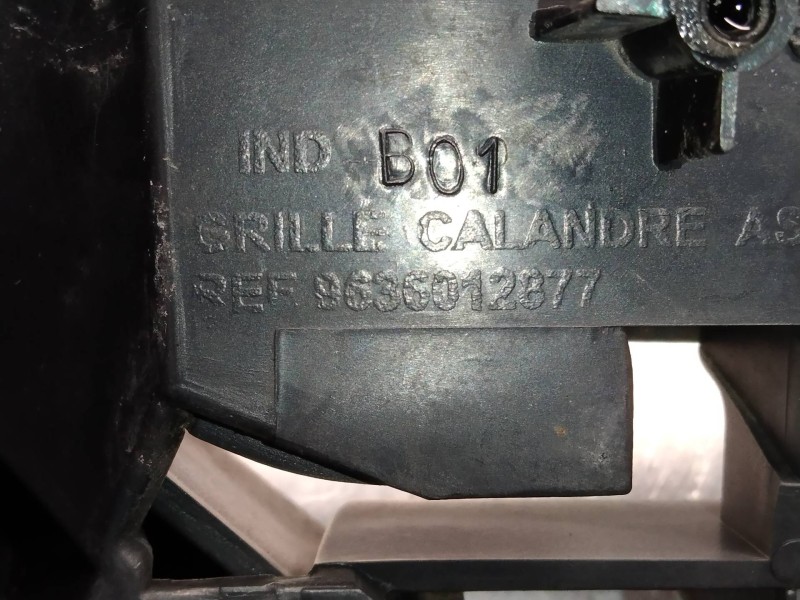 IND B01
GRILLE CALANDRE AS
REF. 9636012877